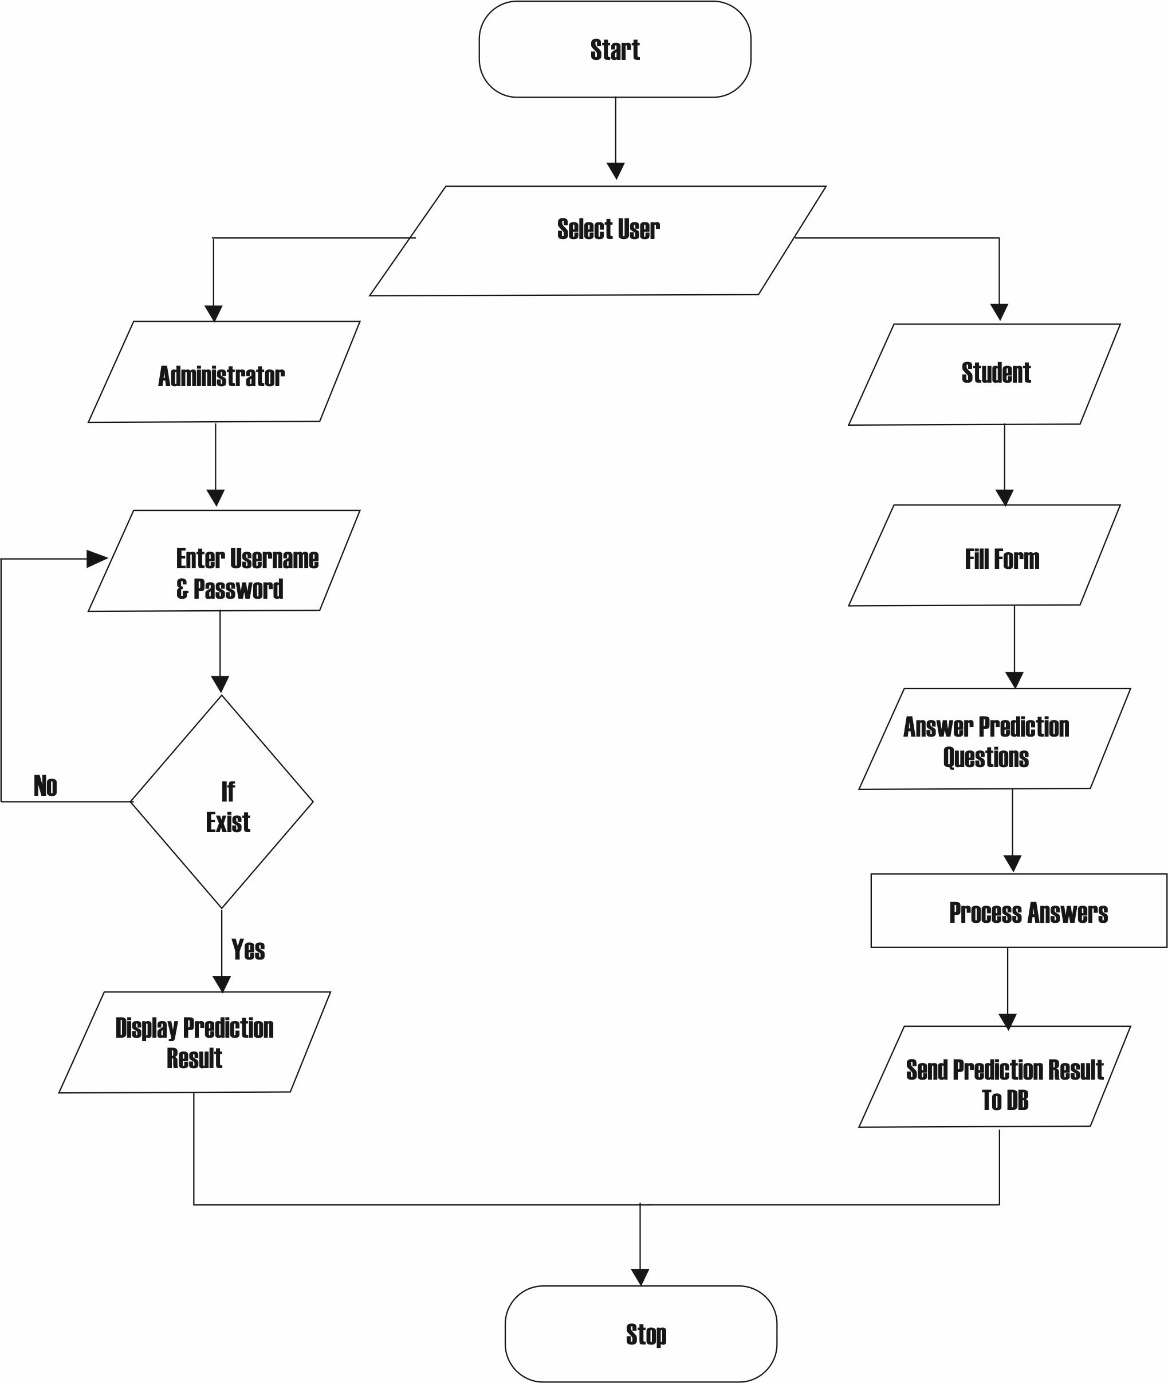 Start
Select User
Administrator
Student
Enter Username
& Password
Fill Form
Answer Prediction
Questions
No
If
Exist
Process Answers
Yes
Display Prediction
Result
Send Prediction Result
To DB
Stop